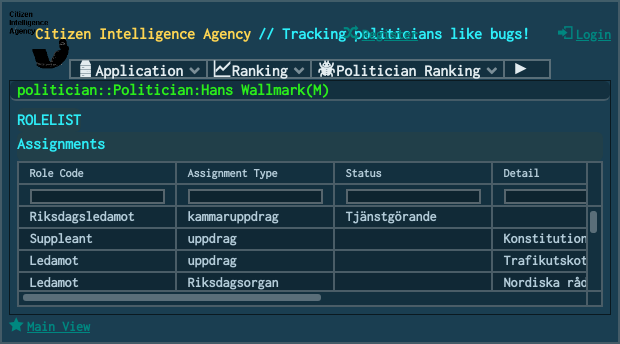 Citizen
Intelligence
Agency
Citizen Intelligence Agency // Tracking politicians like bugs!
Register
Login
Application
Ranking
Politician Ranking
politician::Politician:Hans Wallmark(M)
ROLELIST
Assignments
Role Code Assignment Type Status Detail
Riksdagsledamot kammaruppdrag Tjänstgörande
Suppleant uppdrag Konstitution
Ledamot uppdrag Trafikutskot
Ledamot Riksdagsorgan Nordiska råd
Main View